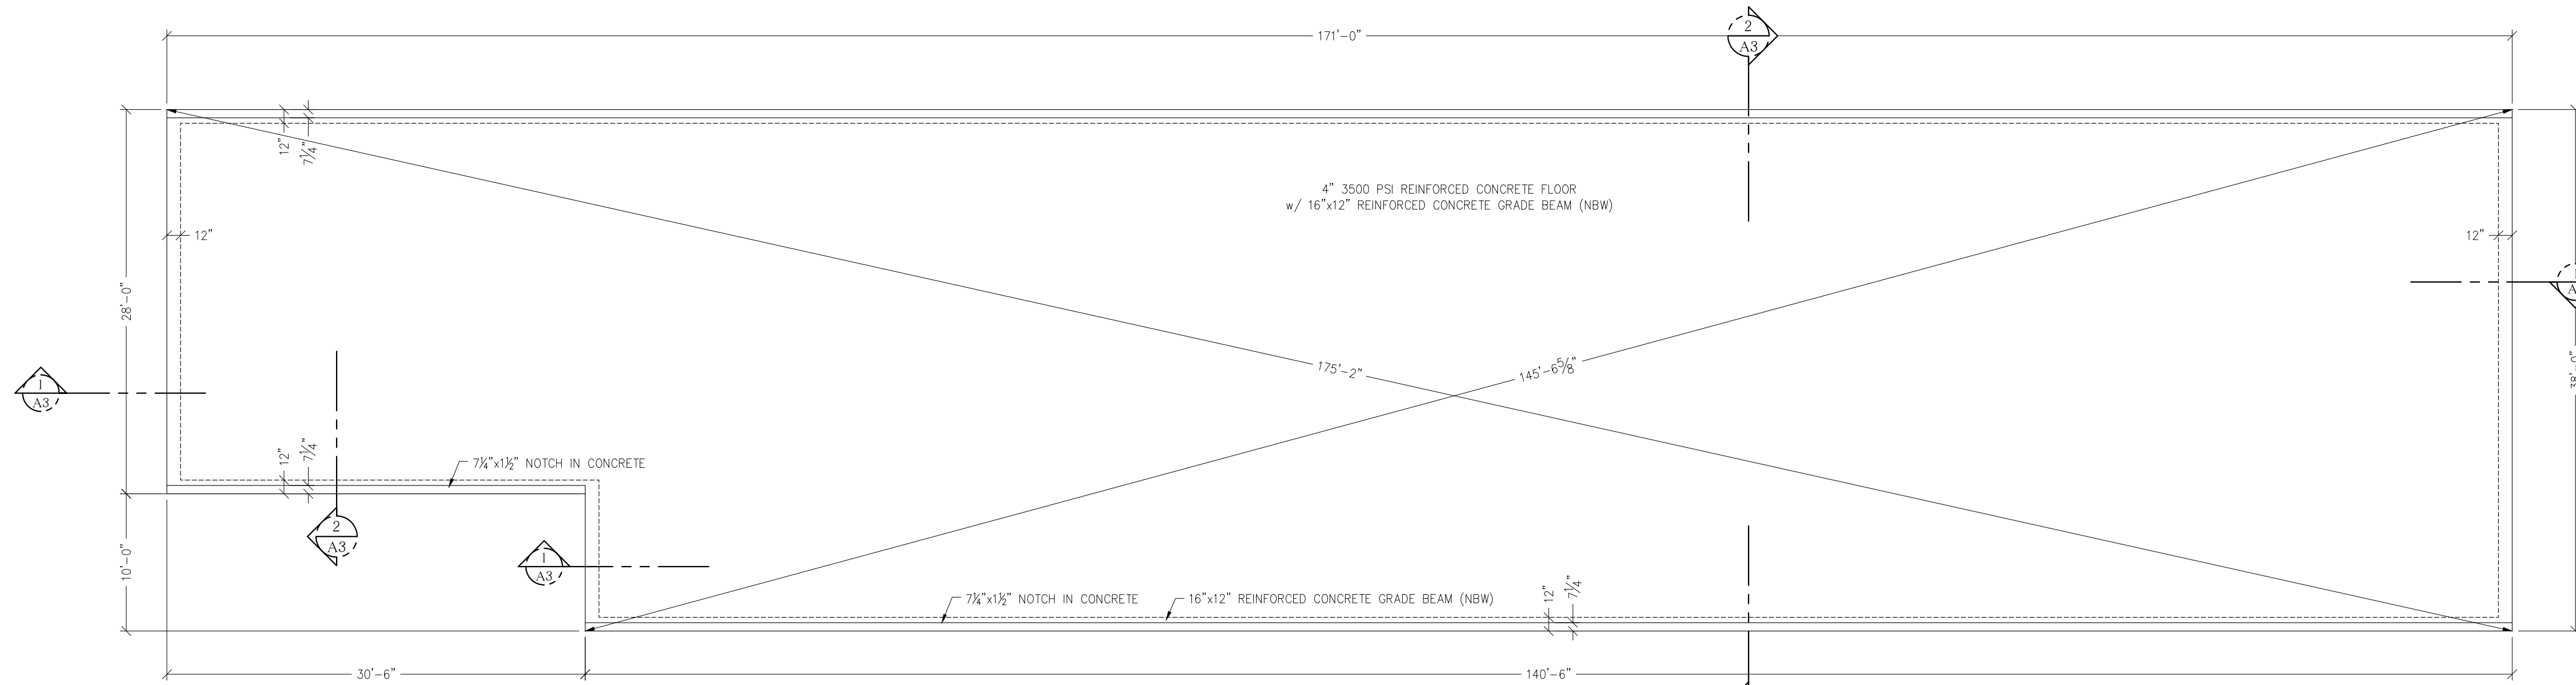 171'-0"
2
A3
12"
7¼"
4" 3500 PSI REINFORCED CONCRETE FLOOR
w/ 16"x12" REINFORCED CONCRETE GRADE BEAM (NBW)
12"
12"
28'-0"
175'-2"
145'-6⅝"
38'-0"
1
A3
12"
7¼"
7¼"x1½" NOTCH IN CONCRETE
2
A3
10'-0"
1
A3
7¼"x1½" NOTCH IN CONCRETE
16"x12" REINFORCED CONCRETE GRADE BEAM (NBW)
12"
7¼"
30'-6"
140'-6"